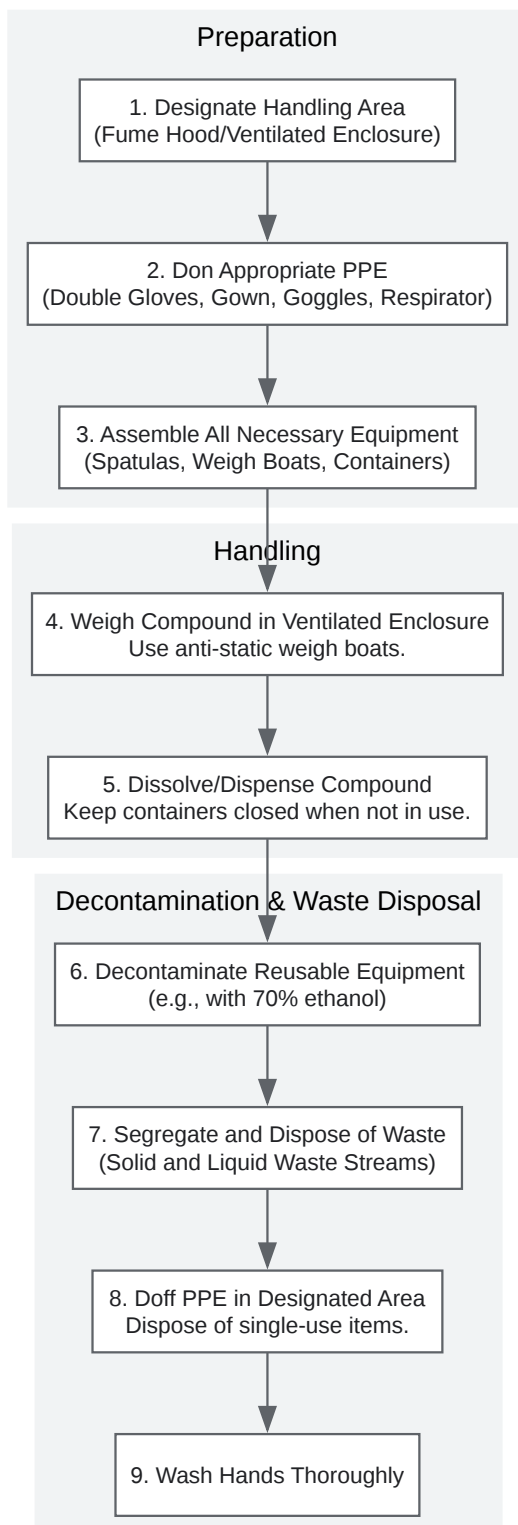 Preparation
1. Designate Handling Area
(Fume Hood/Ventilated Enclosure)
2. Don Appropriate PPE
(Double Gloves, Gown, Goggles, Respirator)
3. Assemble All Necessary Equipment
(Spatulas, Weigh Boats, Containers)
Handling
4. Weigh Compound in Ventilated Enclosure
Use anti-static weigh boats.
5. Dissolve/Dispense Compound
Keep containers closed when not in use.
Decontamination & Waste Disposal
6. Decontaminate Reusable Equipment
(e.g., with 70% ethanol)
7. Segregate and Dispose of Waste
(Solid and Liquid Waste Streams)
8. Doff PPE in Designated Area
Dispose of single-use items.
9. Wash Hands Thoroughly